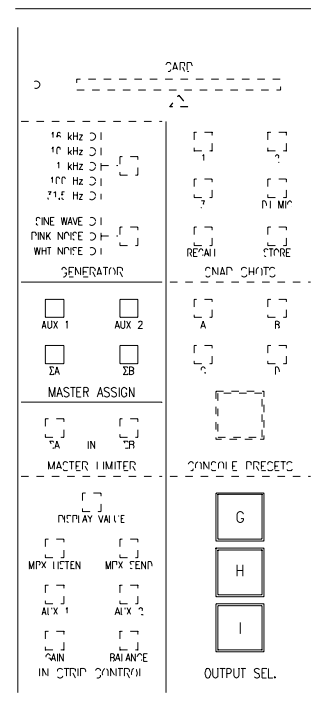 CARD
16 kHz
10 kHz
1 kHz
100 Hz
31.5 Hz
SINE WAVE
PINK NOISE
WHT NOISE
GENERATOR
1 2
3 DJ MIC
RECALL STORE
SNAP SHOTS
AUX 1 AUX 2
ΣA ΣB
MASTER ASSIGN
ΣA IN ΣB
MASTER LIMITER
A B
C D
CONSOLE PRESETS
DISPLAY VALUE
MPX LISTEN MPX SEND
AUX 1 AUX 2
GAIN BALANCE
IN STRIP CONTROL
G
H
I
OUTPUT SEL.